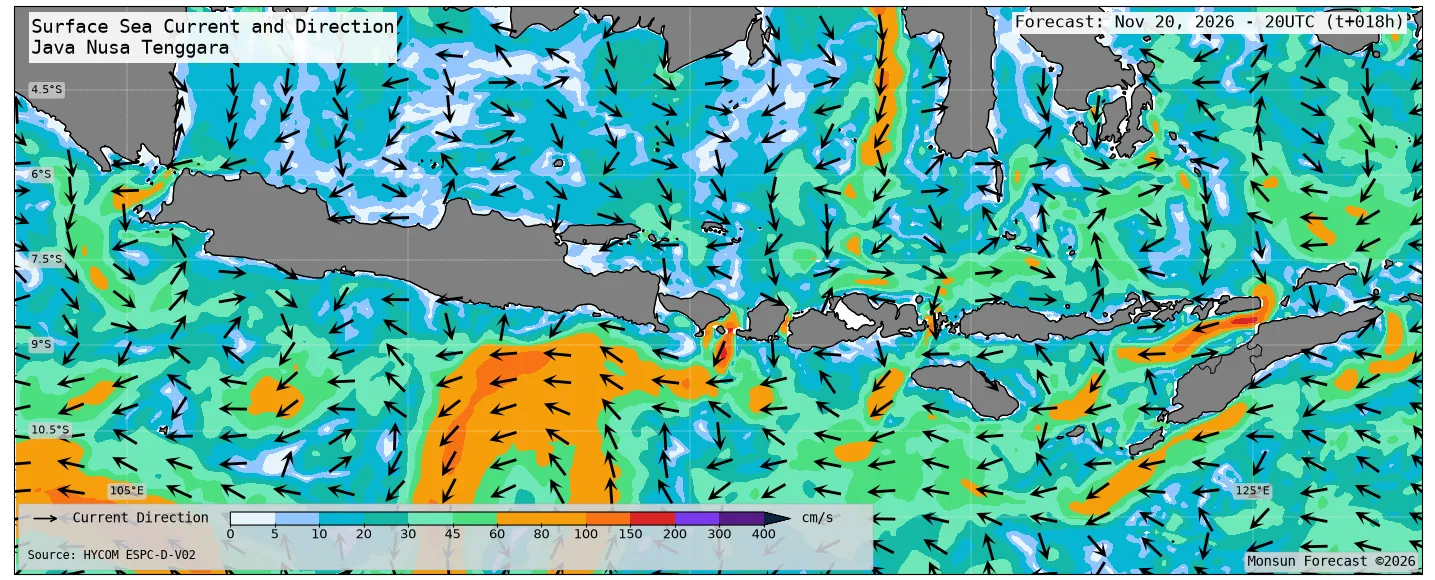 Surface Sea Current and Direction
Java Nusa Tenggara
Forecast: Nov 20, 2026 - 20UTC (t+018h)
4.5°S
6°S
7.5°S
9°S
10.5°S
105°E
125°E
Current Direction
0 5 10 20 30 45 60 80 100 150 200 300 400
cm/s
Source: HYCOM ESPC-D-V02
Monsun Forecast ©2026